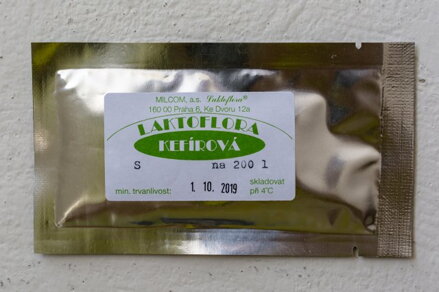 MILCOM, a.s. Laktoflora®
160 00 Praha 6, Ke Dvoru 12a
LAKTOFLORA
KEFÍROVÁ
S na 200 l
min. trvanlivost: 1. 10. 2019 skladovat
při 4°C